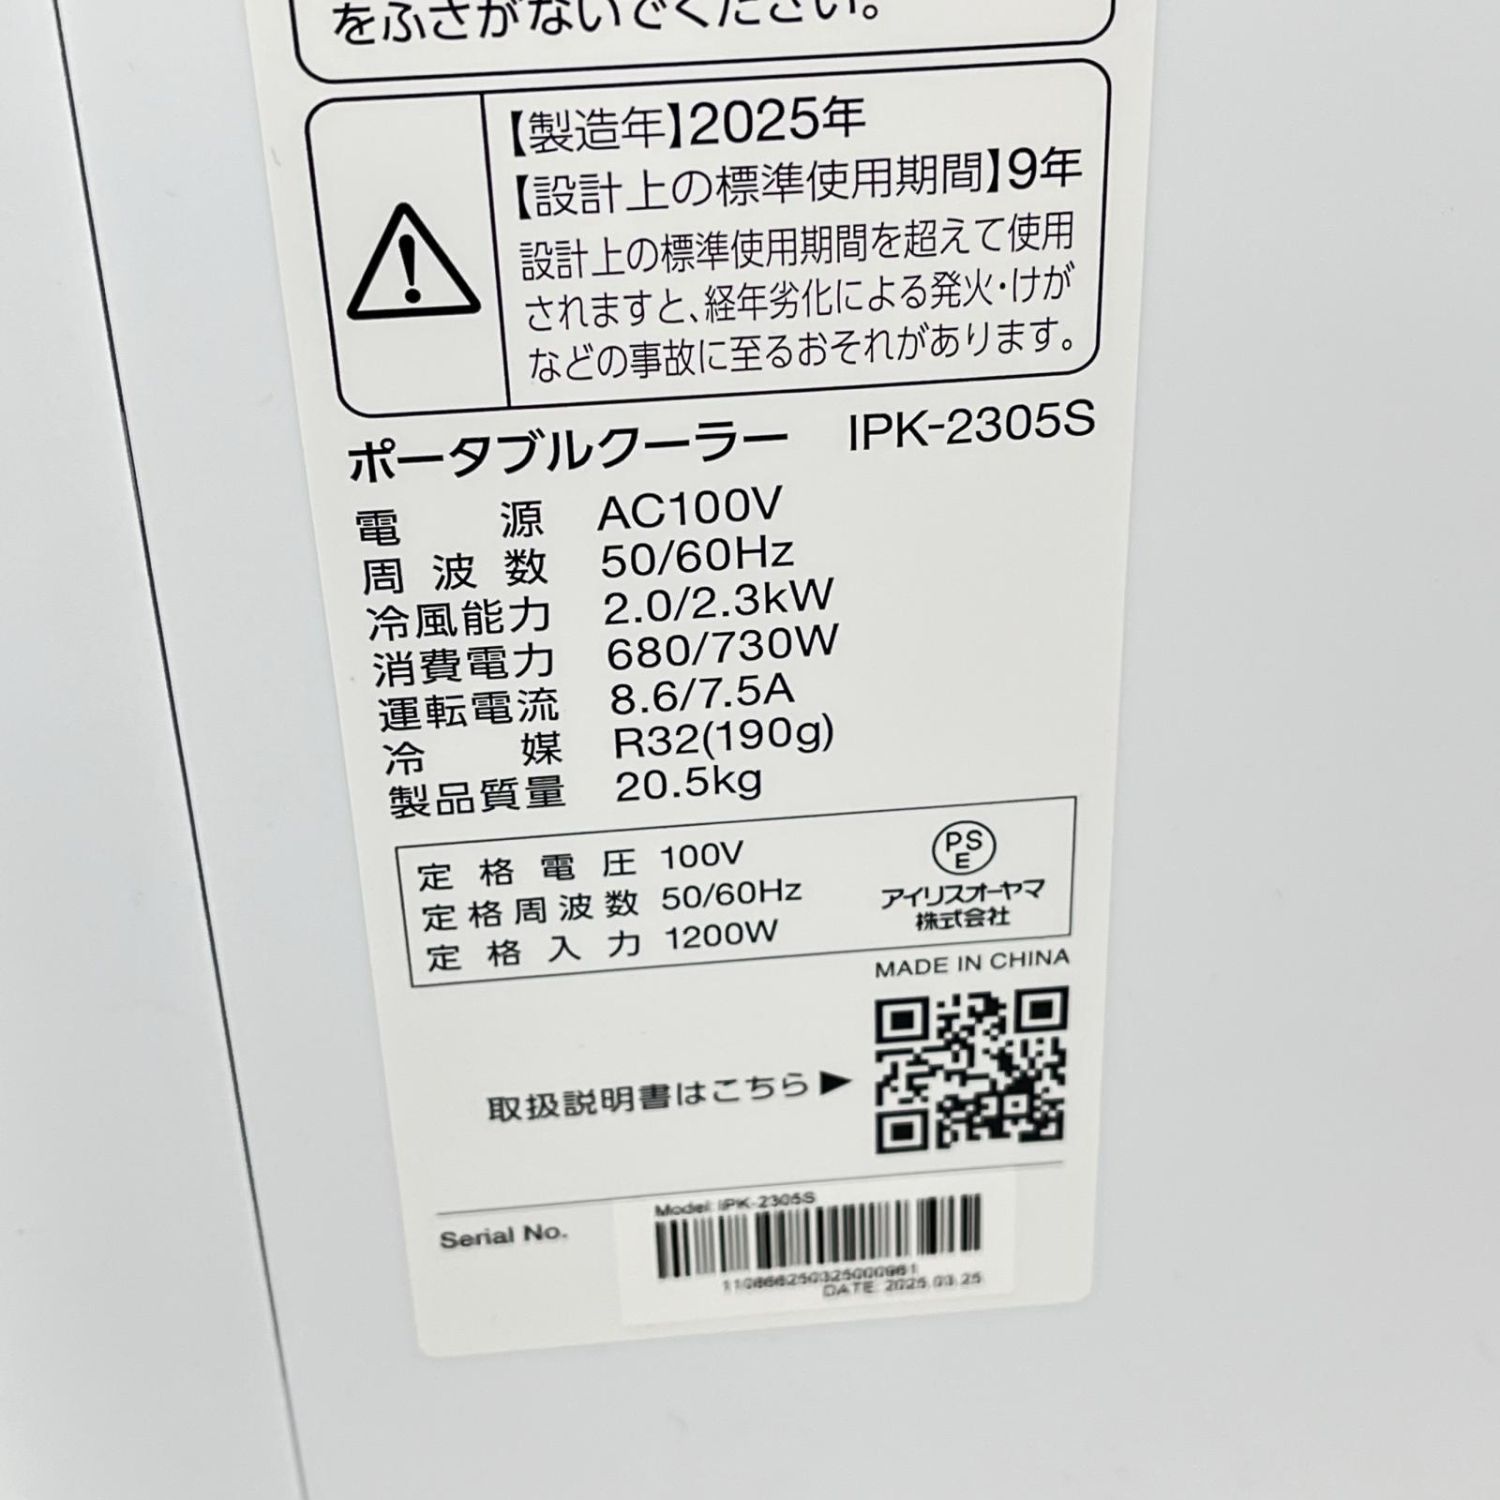 をふさがないでください。
【製造年】2025年
【設計上の標準使用期間】9年
設計上の標準使用期間を超えて使用
されますと、経年劣化による発火・けが
などの事故に至るおそれがあります。
ポータブルクーラー IPK-2305S
電源 AC100V
周波数 50/60Hz
冷風能力 2.0/2.3kW
消費電力 680/730W
運転電流 8.6/7.5A
冷媒 R32(190g)
製品質量 20.5kg
定格電圧 100V
定格周波数 50/60Hz
定格入力 1200W
PS
E
アイリスオーヤマ
株式会社
MADE IN CHINA
取扱説明書はこちら▶
Serial No.
Model: IPK-2305S
DATE: 2025.03.25